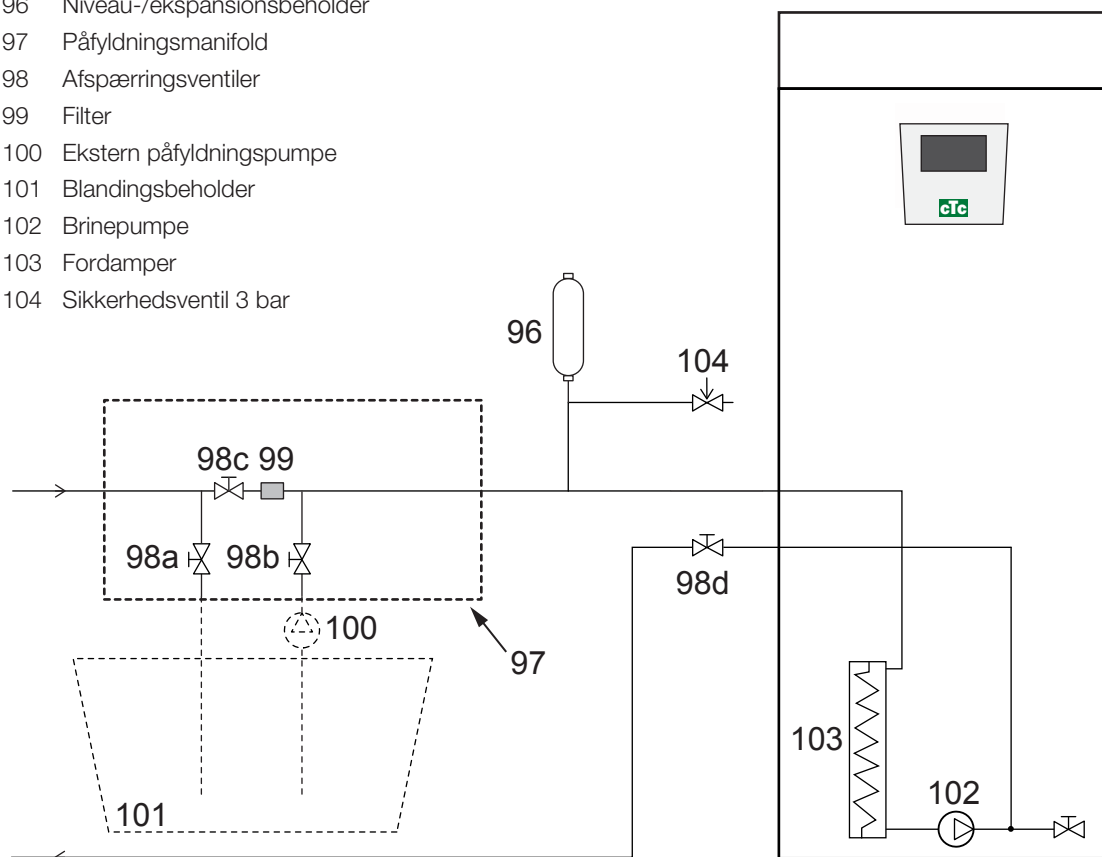 96 Niveau-/ekspansionsbeholder
97 Påfyldningsmanifold
98 Afspærringsventiler
99 Filter
100 Ekstern påfyldningspumpe
101 Blandingsbeholder
102 Brinepumpe
103 Fordamper
104 Sikkerhedsventil 3 bar
cTc
96
104
98c 99
98a
98b
98d
100
97
103
102
101